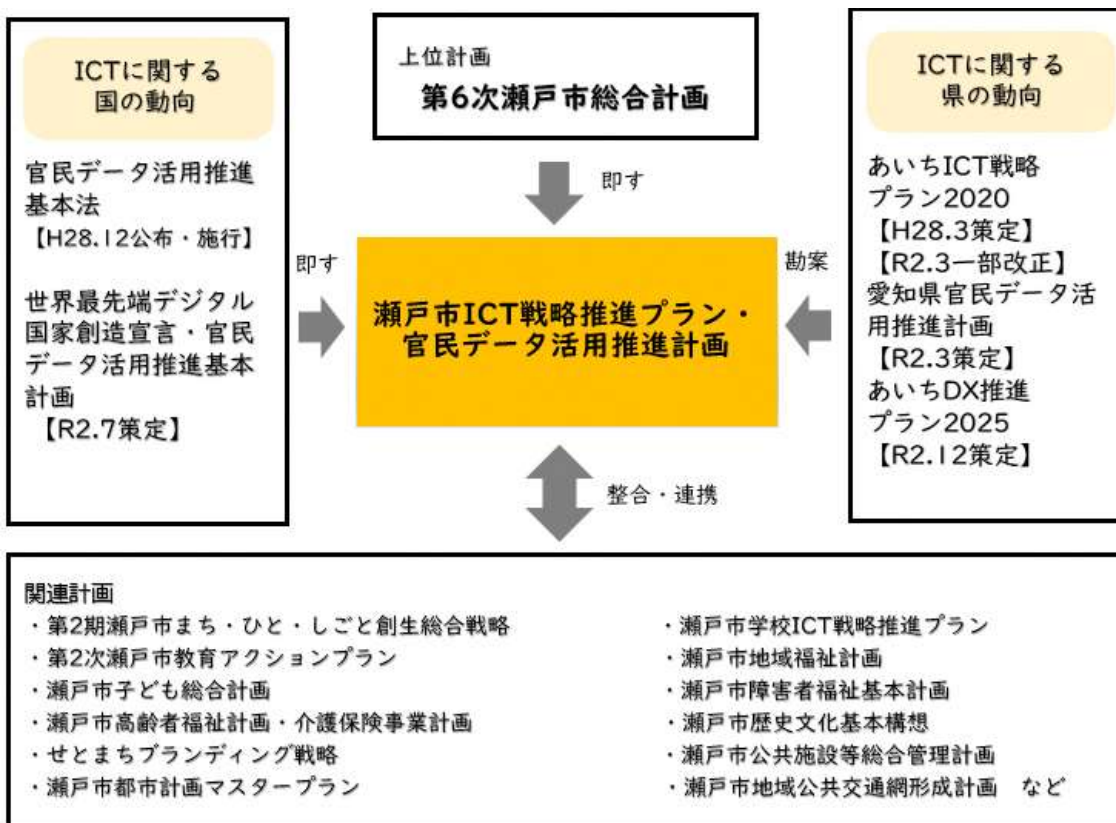 ICTに関する
国の動向
官民データ活用推進
基本法
【H28.12公布・施行】
世界最先端デジタル
国家創造宣言・官民
データ活用推進基本
計画
【R2.7策定】
上位計画
第6次瀬戸市総合計画
即す
即す
瀬戸市ICT戦略推進プラン・
官民データ活用推進計画
勘案
整合・連携
ICTに関する
県の動向
あいちICT戦略
プラン2020
【H28.3策定】
【R2.3一部改正】
愛知県官民データ活
用推進計画
【R2.3策定】
あいちDX推進
プラン2025
【R2.12策定】
関連計画
・第2期瀬戸市まち・ひと・しごと創生総合戦略
・第2次瀬戸市教育アクションプラン
・瀬戸市子ども総合計画
・瀬戸市高齢者福祉計画・介護保険事業計画
・せとまちブランディング戦略
・瀬戸市都市計画マスタープラン
・瀬戸市学校ICT戦略推進プラン
・瀬戸市地域福祉計画
・瀬戸市障害者福祉基本計画
・瀬戸市歴史文化基本構想
・瀬戸市公共施設等総合管理計画
・瀬戸市地域公共交通網形成計画　など